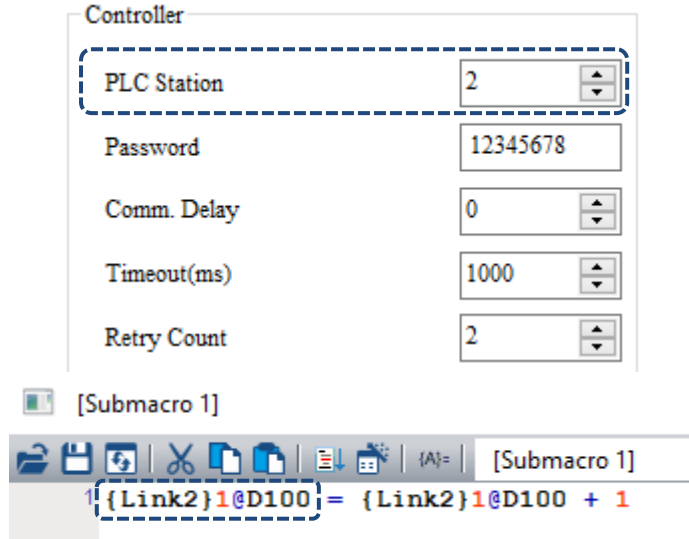 Controller
PLC Station 2
Password 12345678
Comm. Delay 0
Timeout(ms) 1000
Retry Count 2
[Submacro 1]
{A}= [Submacro 1]
1 {Link2}1@D100 = {Link2}1@D100 + 1